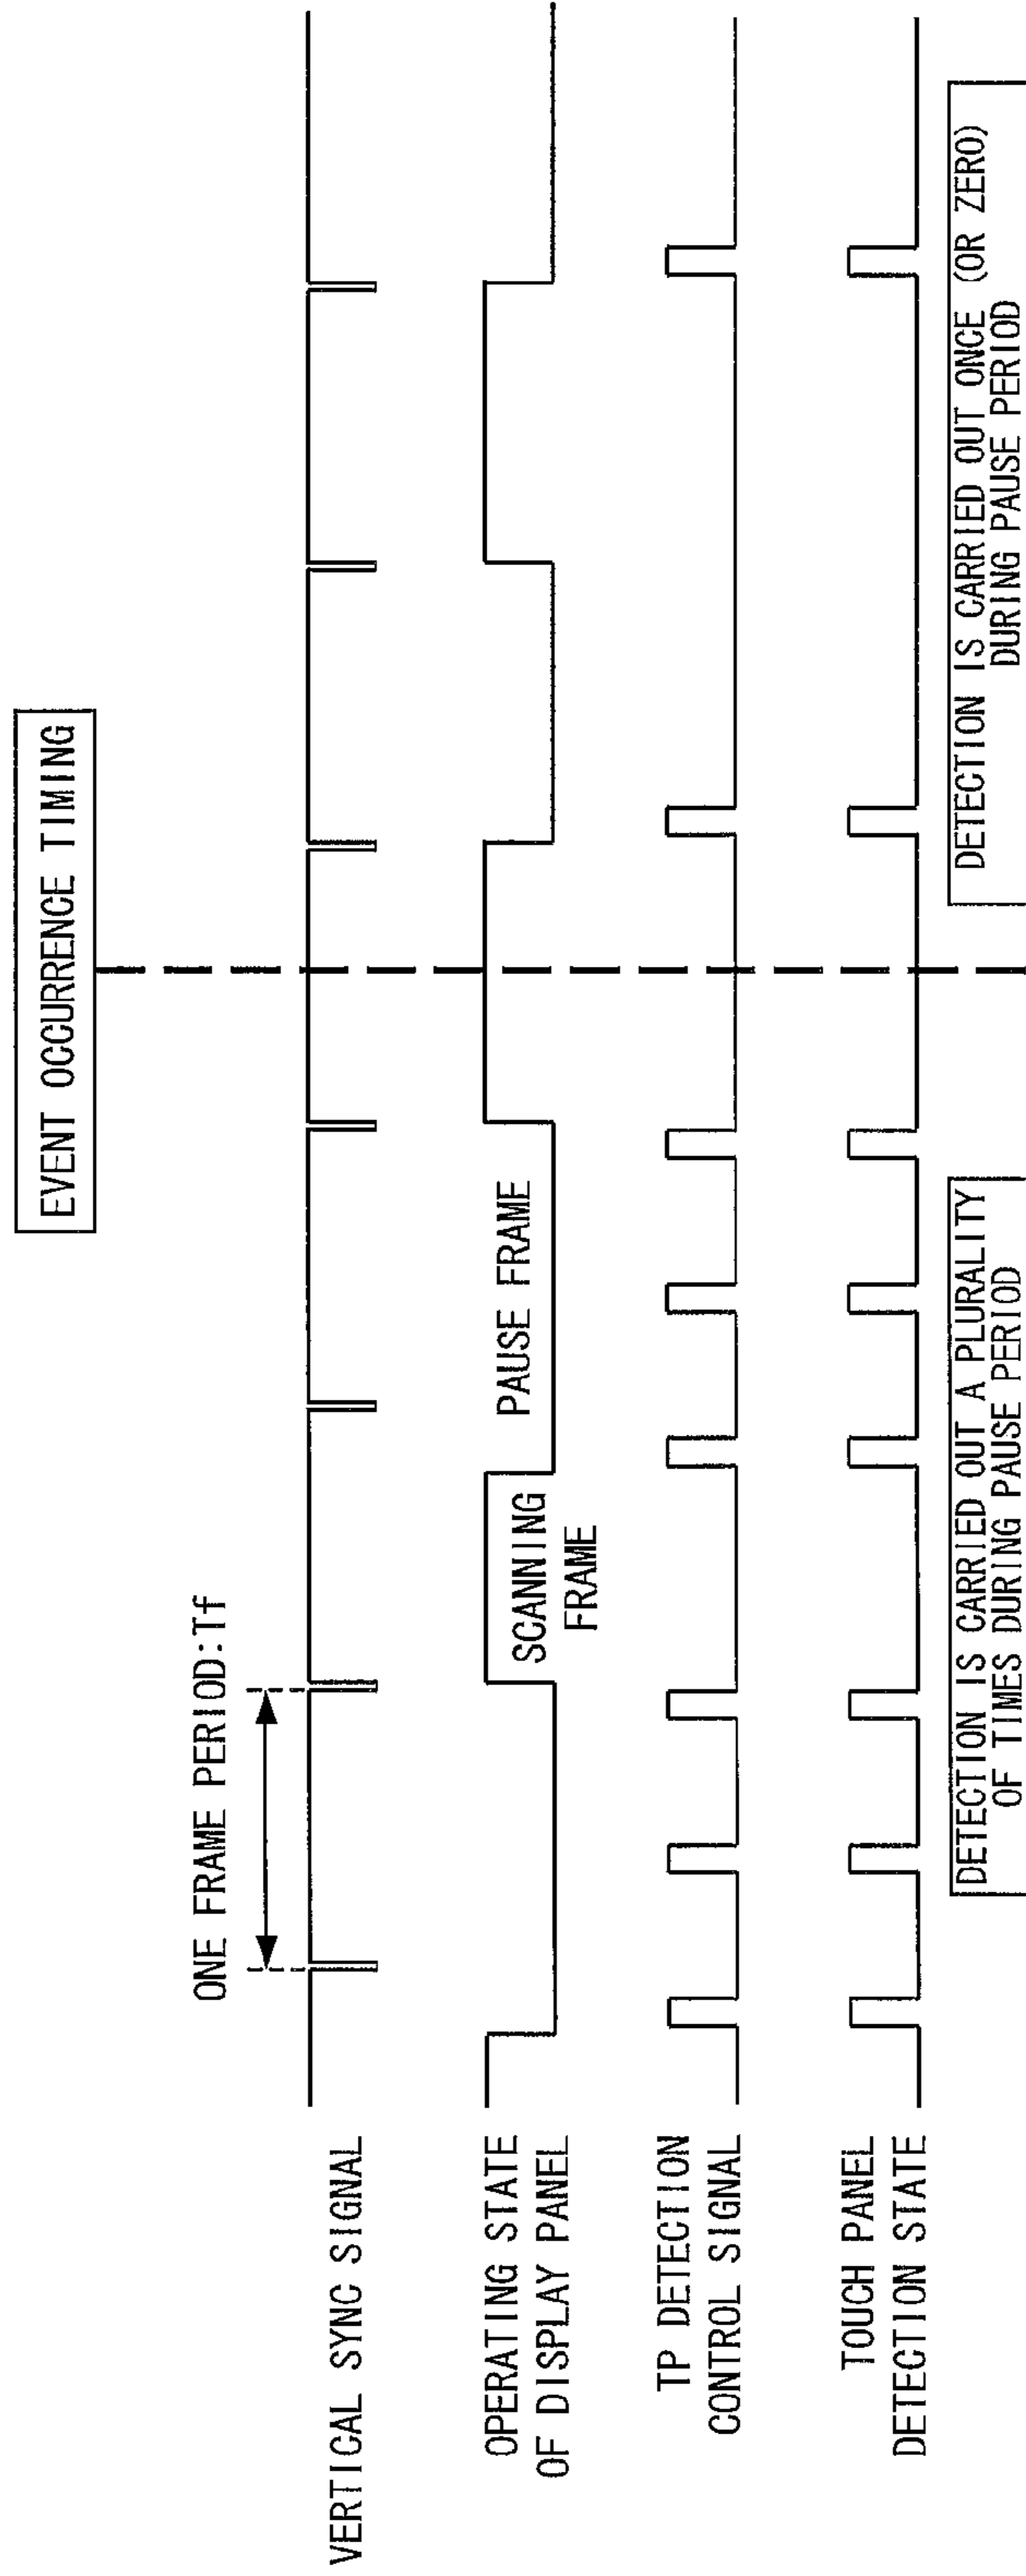 EVENT OCCURRENCE TIMING
ONE FRAME PERIOD:Tf
VERTICAL SYNC SIGNAL
OPERATING STATE
OF DISPLAY PANEL
SCANNING
FRAME
PAUSE FRAME
TP DETECTION
CONTROL SIGNAL
TOUCH PANEL
DETECTION STATE
DETECTION IS CARRIED OUT A PLURALITY
OF TIMES DURING PAUSE PERIOD
DETECTION IS CARRIED OUT ONCE (OR ZERO)
DURING PAUSE PERIOD